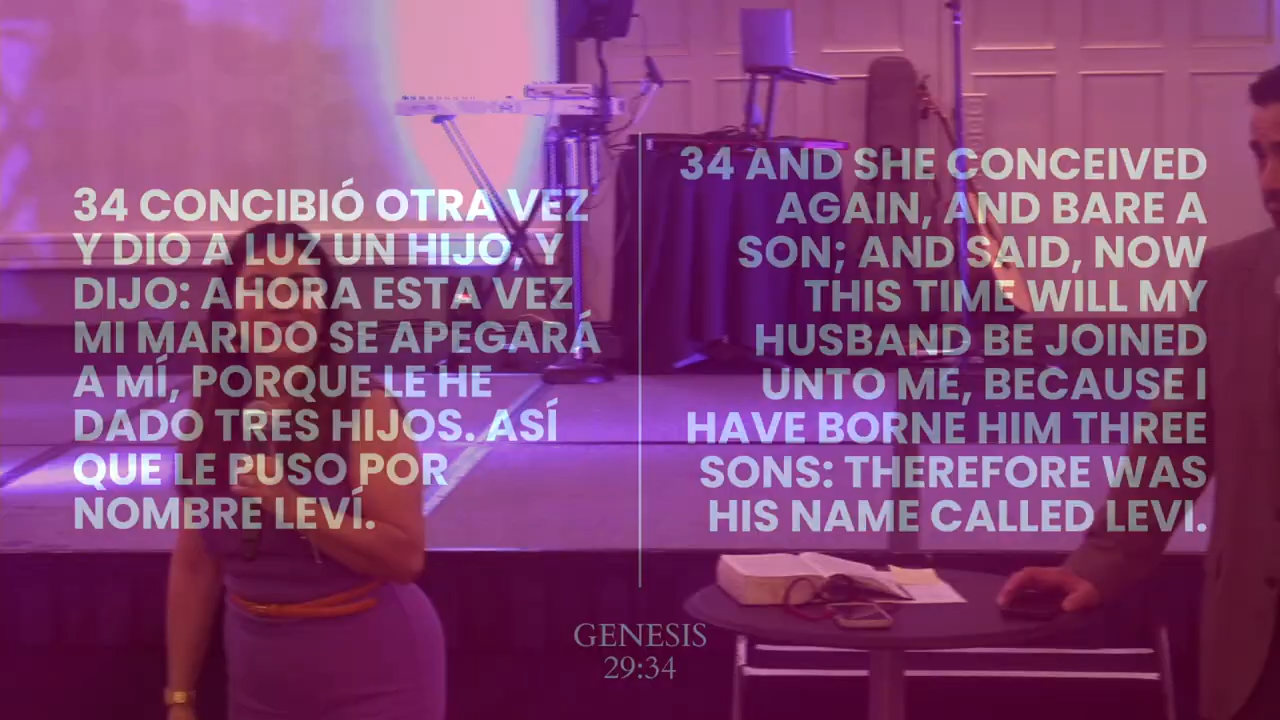 34 CONCIBIÓ OTRA VEZ
Y DIO A LUZ UN HIJO, Y
DIJO: AHORA ESTA VEZ
MI MARIDO SE APEGARÁ
A MÍ, PORQUE LE HE
DADO TRES HIJOS. ASÍ
QUE LE PUSO POR
NOMBRE LEVÍ.
34 AND SHE CONCEIVED
AGAIN, AND BARE A
SON; AND SAID, NOW
THIS TIME WILL MY
HUSBAND BE JOINED
UNTO ME, BECAUSE I
HAVE BORNE HIM THREE
SONS: THEREFORE WAS
HIS NAME CALLED LEVI.
GENESIS
29:34